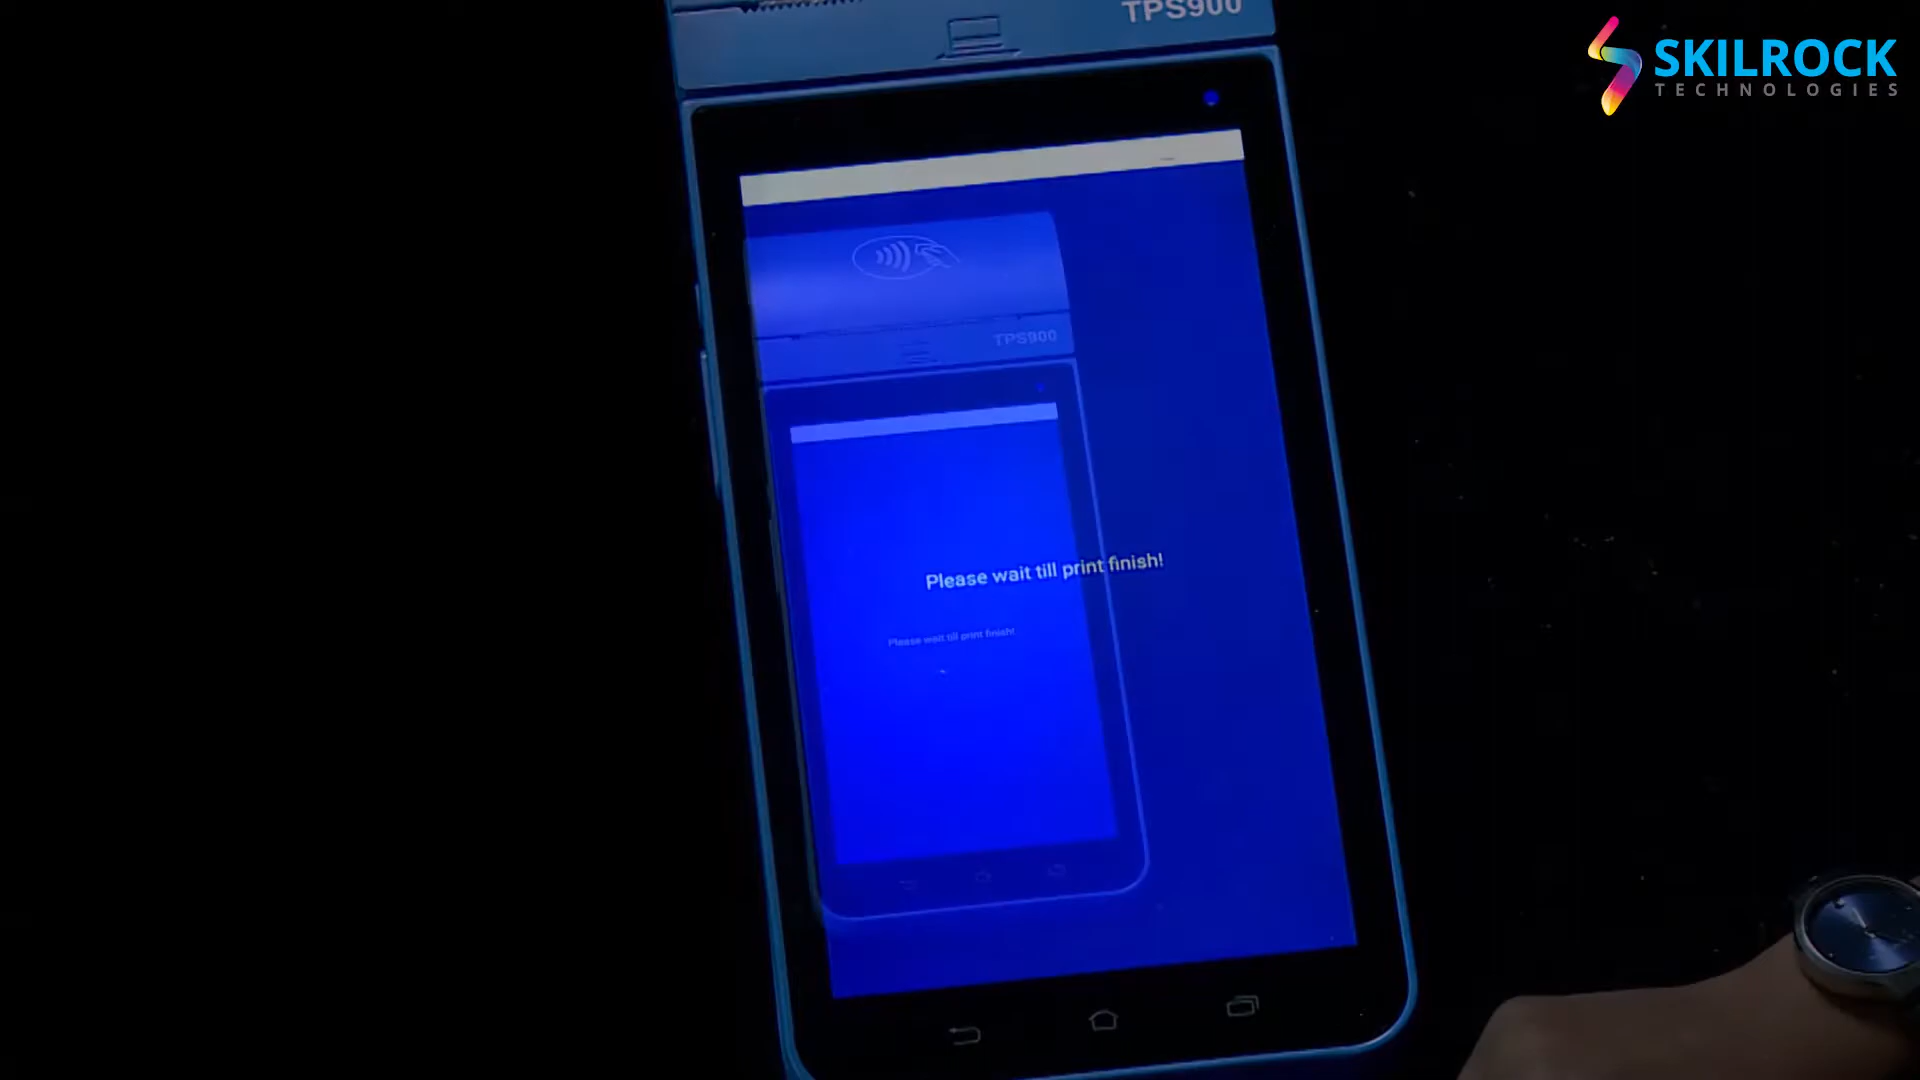 TPS900
SKILROCK
TECHNOLOGIES
TPS900
Please wait till print finish!
Please wait till print finish!